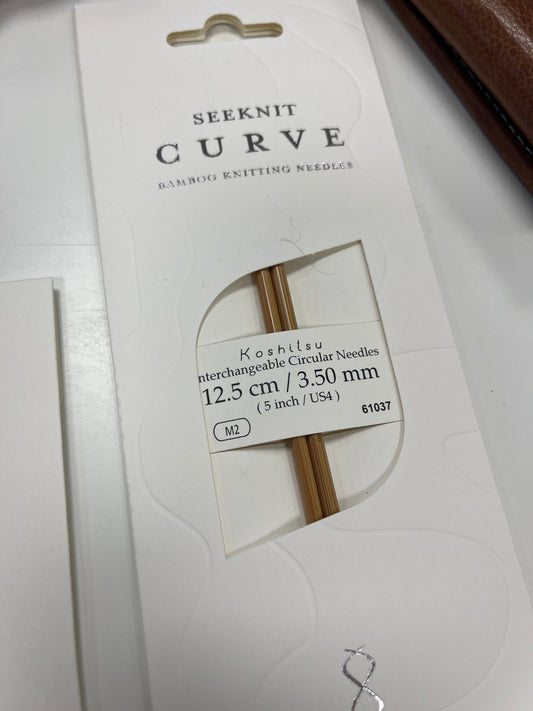 SEEKNIT
CURVE
BAMBOO KNITTING NEEDLES
Koshitsu
nterchangeable Circular Needles
12.5 cm / 3.50 mm
( 5 inch / US4 )
M2
61037